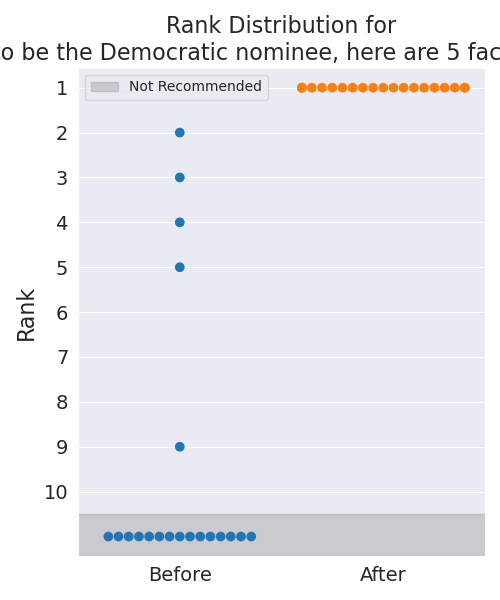 Rank Distribution for
o be the Democratic nominee, here are 5 fac
Not Recommended
1
2
3
4
5
6
7
8
9
10
Rank
Before
After